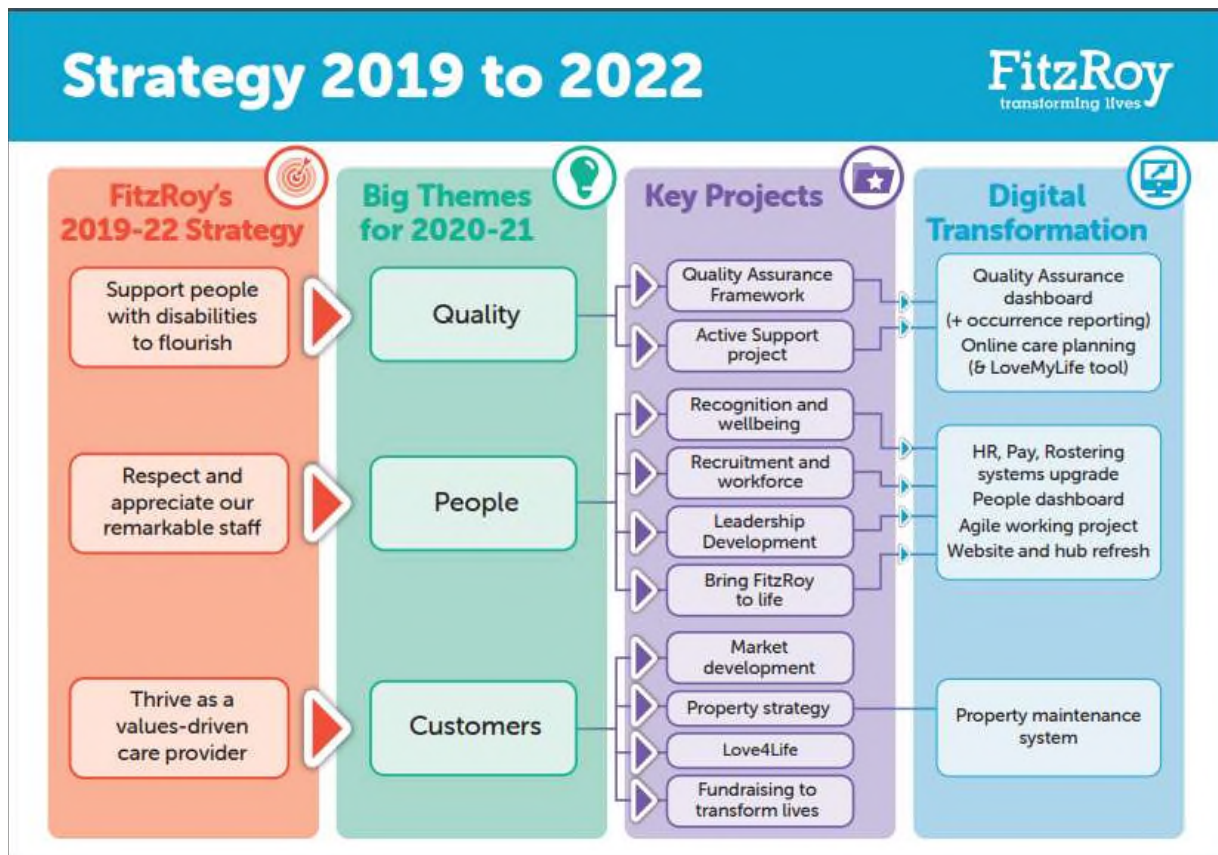 Strategy 2019 to 2022
FitzRoy
transforming lives
FitzRoy's
2019-22 Strategy
Support people
with disabilities
to flourish
Respect and
appreciate our
remarkable staff
Thrive as a
values-driven
care provider
Big Themes
for 2020-21
Quality
People
Customers
Key Projects
Quality Assurance
Framework
Active Support
project
Recognition and
wellbeing
Recruitment and
workforce
Leadership
Development
Bring FitzRoy
to life
Market
development
Property strategy
Love4Life
Fundraising to
transform lives
Digital
Transformation
Quality Assurance
dashboard
(+ occurrence reporting)
Online care planning
(& LoveMyLife tool)
HR, Pay, Rostering
systems upgrade
People dashboard
Agile working project
Website and hub refresh
Property maintenance
system